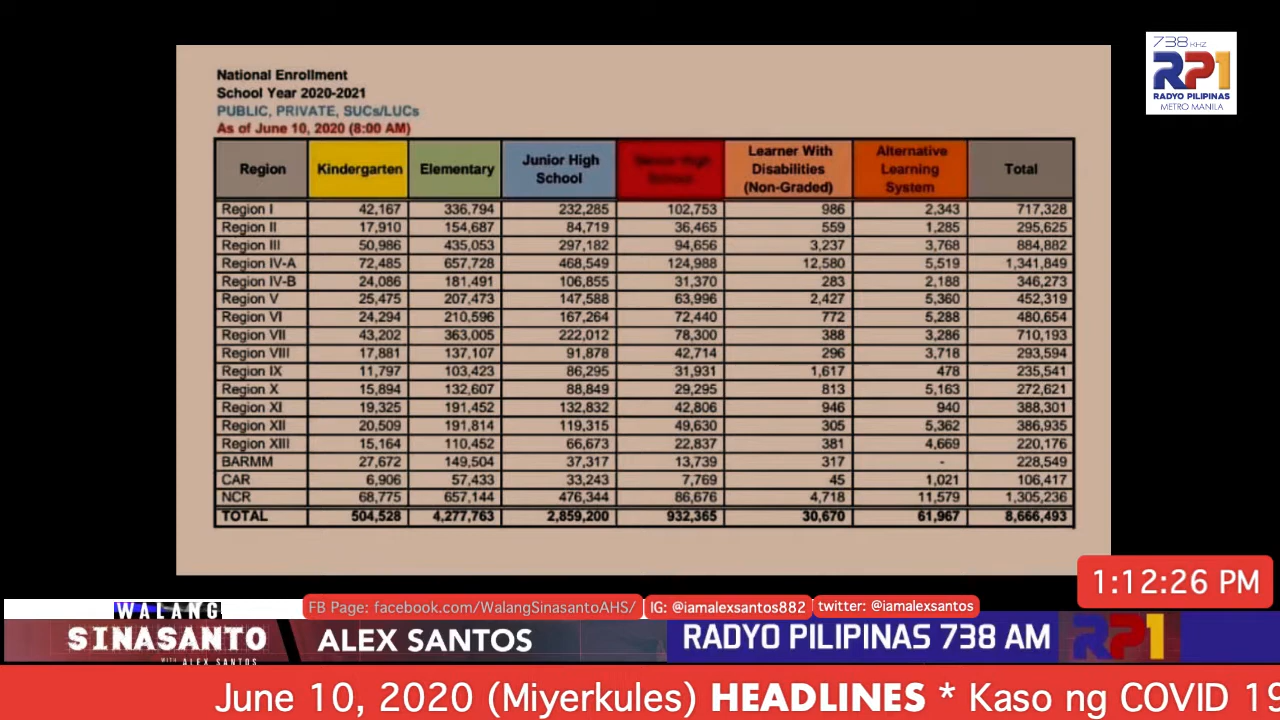 738 KHZ
RP1
RADYO PILIPINAS
METRO MANILA
National Enrollment
School Year 2020-2021
PUBLIC, PRIVATE, SUCs/LUCs
As of June 10, 2020 (8:00 AM)
Region Kindergarten Elementary Junior High School Senior High School Learner With Disabilities (Non-Graded) Alternative Learning System Total
Region I 42,167 336,794 232,285 102,753 986 2,343 717,328
Region II 17,910 154,687 84,719 36,465 559 1,285 295,625
Region III 50,986 435,053 297,182 94,656 3,237 3,768 884,882
Region IV-A 72,485 657,728 468,549 124,988 12,580 5,519 1,341,849
Region IV-B 24,086 181,491 106,855 31,370 283 2,188 346,273
Region V 25,475 207,473 147,588 63,996 2,427 5,360 452,319
Region VI 24,294 210,596 167,264 72,440 772 5,288 480,654
Region VII 43,202 363,005 222,012 78,300 388 3,286 710,193
Region VIII 17,881 137,107 91,878 42,714 296 3,718 293,594
Region IX 11,797 103,423 86,295 31,931 1,617 478 235,541
Region X 15,894 132,607 88,849 29,295 813 5,163 272,621
Region XI 19,325 191,452 132,832 42,806 946 940 388,301
Region XII 20,509 191,814 119,315 49,630 305 5,362 386,935
Region XIII 15,164 110,452 66,673 22,837 381 4,669 220,176
BARMM 27,672 149,504 37,317 13,739 317 - 228,549
CAR 6,906 57,433 33,243 7,769 45 1,021 106,417
NCR 68,775 657,144 476,344 86,676 4,718 11,579 1,305,236
TOTAL 504,528 4,277,763 2,859,200 932,365 30,670 61,967 8,666,493
1:12:26 PM
FB Page: facebook.com/WalangSinasantoAHS/ IG: @iamalexsantos882 twitter: @iamalexsantos
WALANG
SINASANTO
WITH ALEX SANTOS
ALEX SANTOS
RADYO PILIPINAS 738 AM
RP1
June 10, 2020 (Miyerkules) HEADLINES * Kaso ng COVID 19